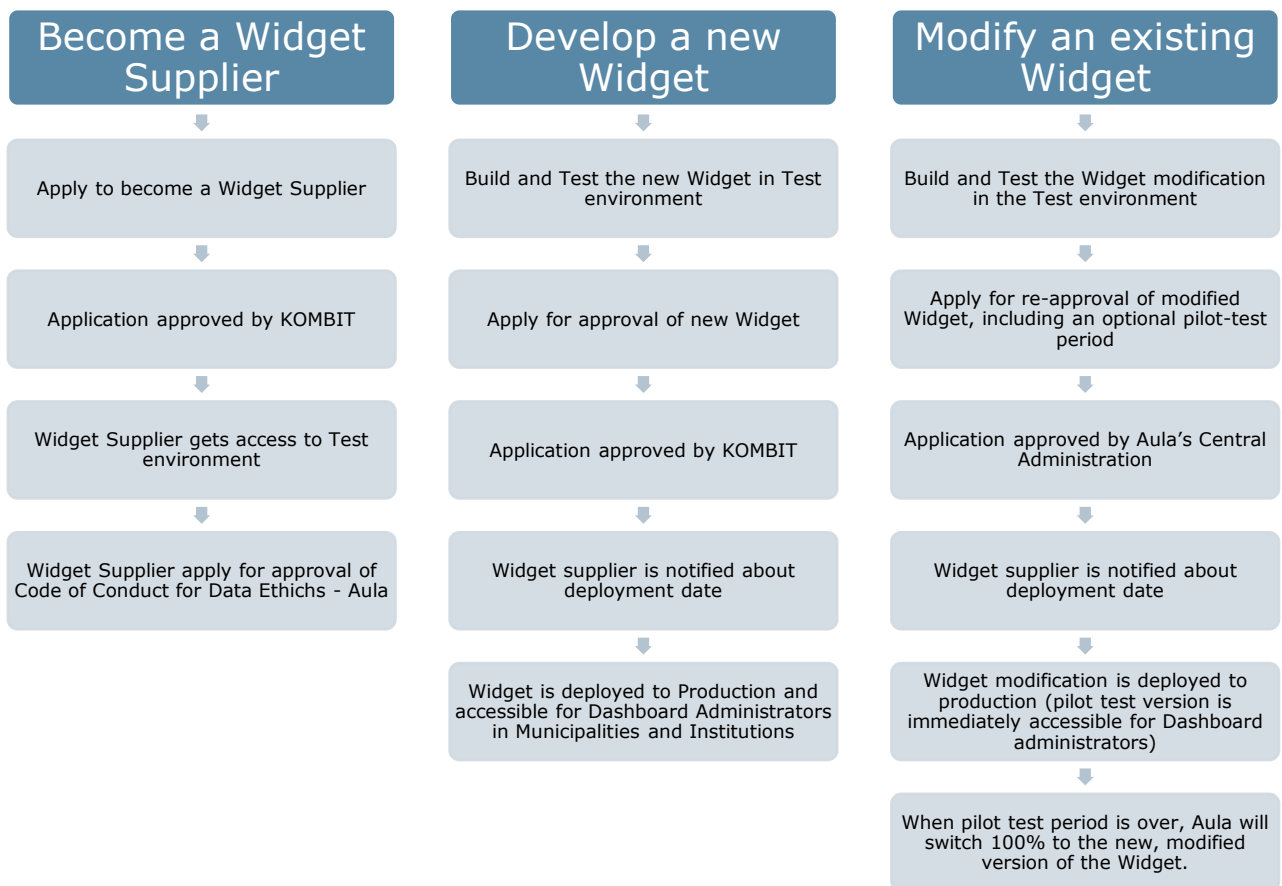 Become a Widget
Supplier
Apply to become a Widget Supplier
Application approved by KOMBIT
Widget Supplier gets access to Test
environment
Widget Supplier apply for approval of
Code of Conduct for Data Ethichs - Aula
Develop a new
Widget
Build and Test the new Widget in Test
environment
Apply for approval of new Widget
Application approved by KOMBIT
Widget supplier is notified about
deployment date
Widget is deployed to Production and
accessible for Dashboard Administrators
in Municipalities and Institutions
Modify an existing
Widget
Build and Test the Widget modification
in the Test environment
Apply for re-approval of modified
Widget, including an optional pilot-test
period
Application approved by Aula's Central
Administration
Widget supplier is notified about
deployment date
Widget modification is deployed to
production (pilot test version is
immediately accessible for Dashboard
administrators)
When pilot test period is over, Aula will
switch 100% to the new, modified
version of the Widget.